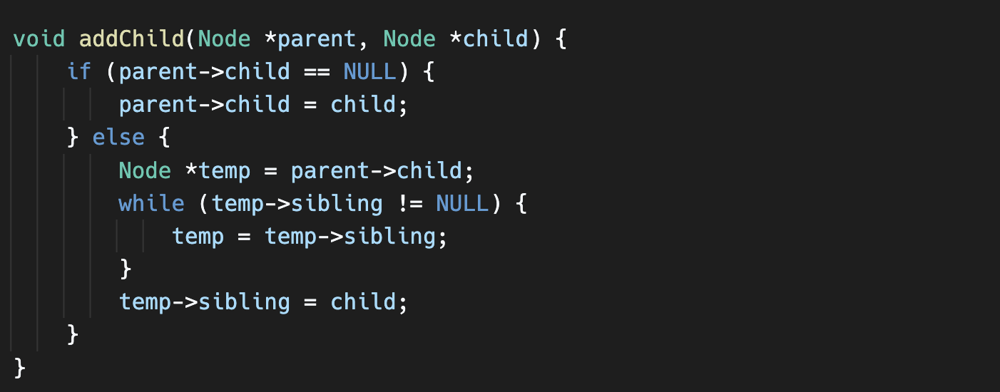 void addChild(Node *parent, Node *child) {
    if (parent->child == NULL) {
        parent->child = child;
    } else {
        Node *temp = parent->child;
        while (temp->sibling != NULL) {
            temp = temp->sibling;
        }
        temp->sibling = child;
    }
}